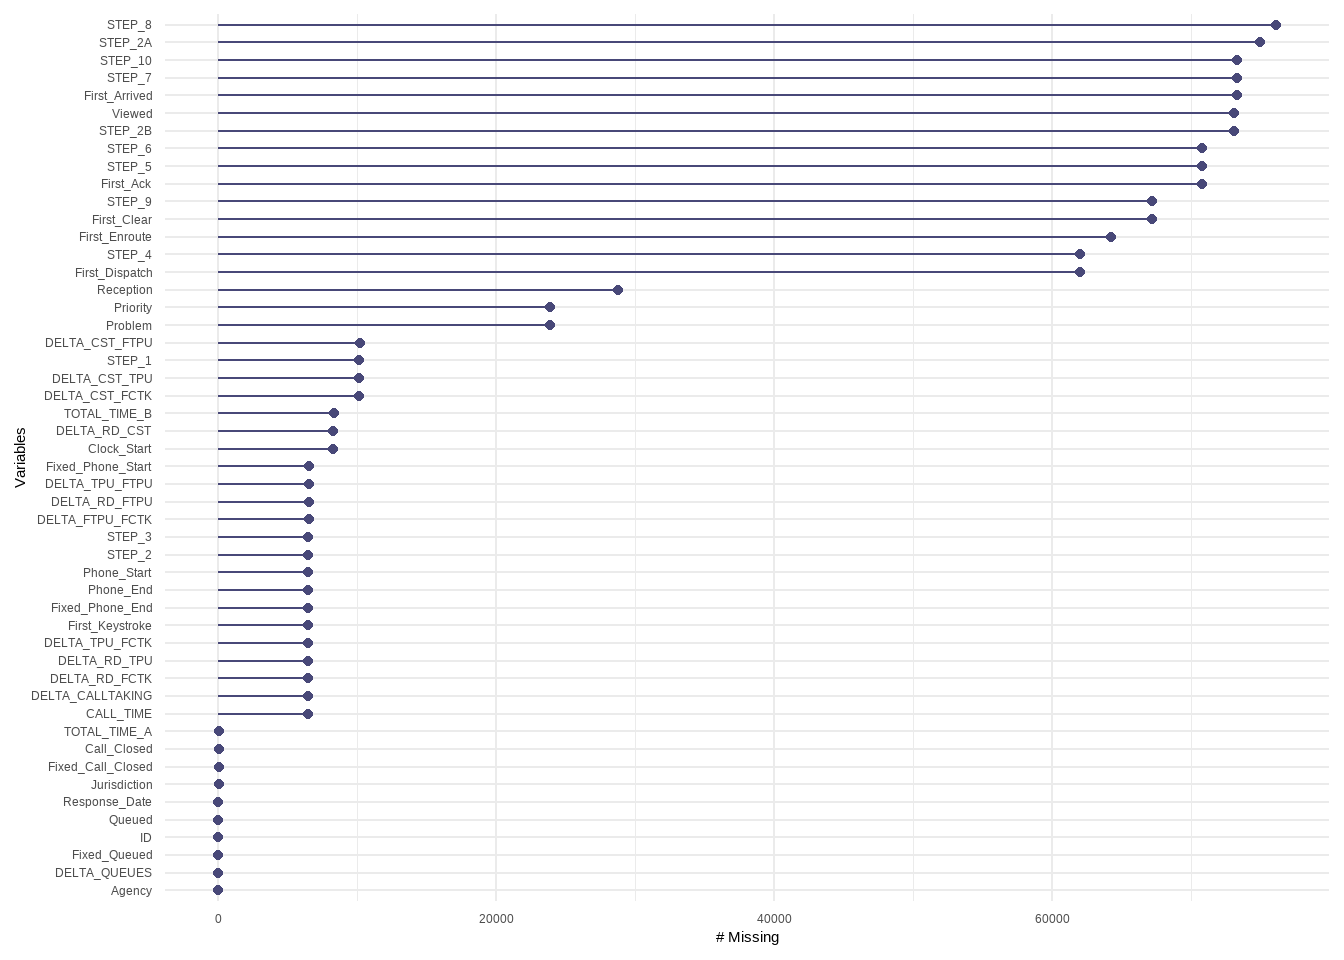 STEP_8
STEP_2A
STEP_10
STEP_7
First_Arrived
Viewed
STEP_2B
STEP_6
STEP_5
First_Ack
STEP_9
First_Clear
First_Enroute
STEP_4
First_Dispatch
Reception
Priority
Problem
DELTA_CST_FTPU
STEP_1
DELTA_CST_TPU
DELTA_CST_FCTK
TOTAL_TIME_B
DELTA_RD_CST
Clock_Start
Fixed_Phone_Start
DELTA_TPU_FTPU
DELTA_RD_FTPU
DELTA_FTPU_FCTK
STEP_3
STEP_2
Phone_Start
Phone_End
Fixed_Phone_End
First_Keystroke
DELTA_TPU_FCTK
DELTA_RD_TPU
DELTA_RD_FCTK
DELTA_CALLTAKING
CALL_TIME
TOTAL_TIME_A
Call_Closed
Fixed_Call_Closed
Jurisdiction
Response_Date
Queued
ID
Fixed_Queued
DELTA_QUEUES
Agency
Variables
0 20000 40000 60000
# Missing